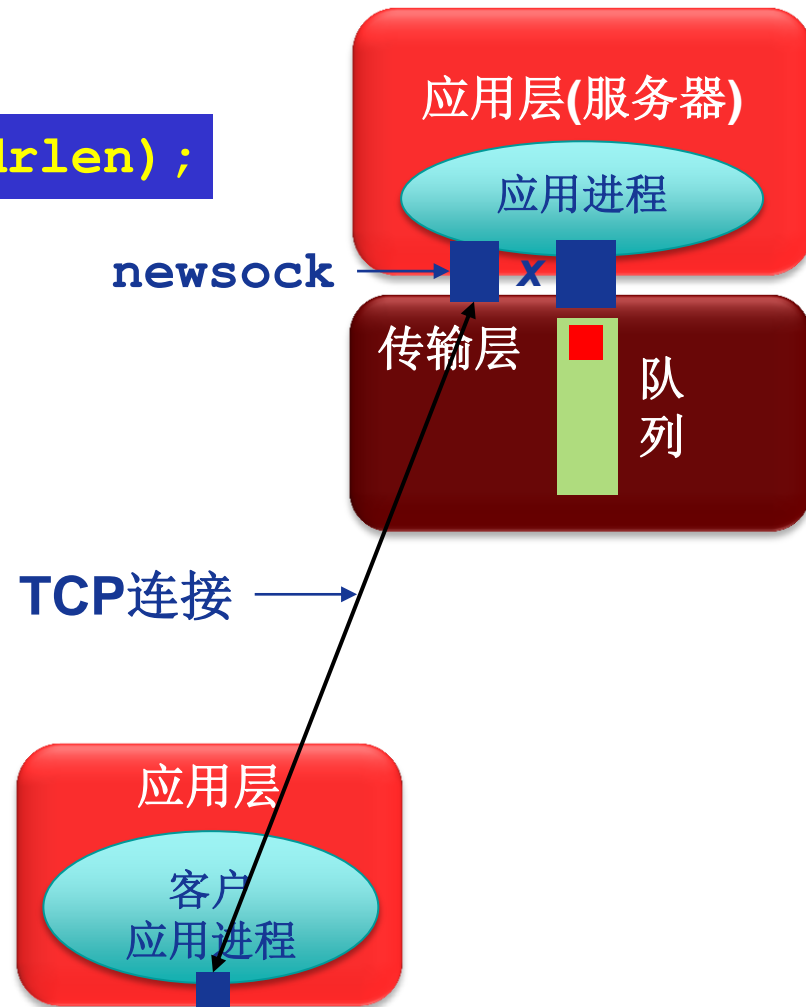 应用层(服务器)
drlen);
应用进程
newsock
x
传输层
队
列
TCP连接
应用层
客户
应用进程